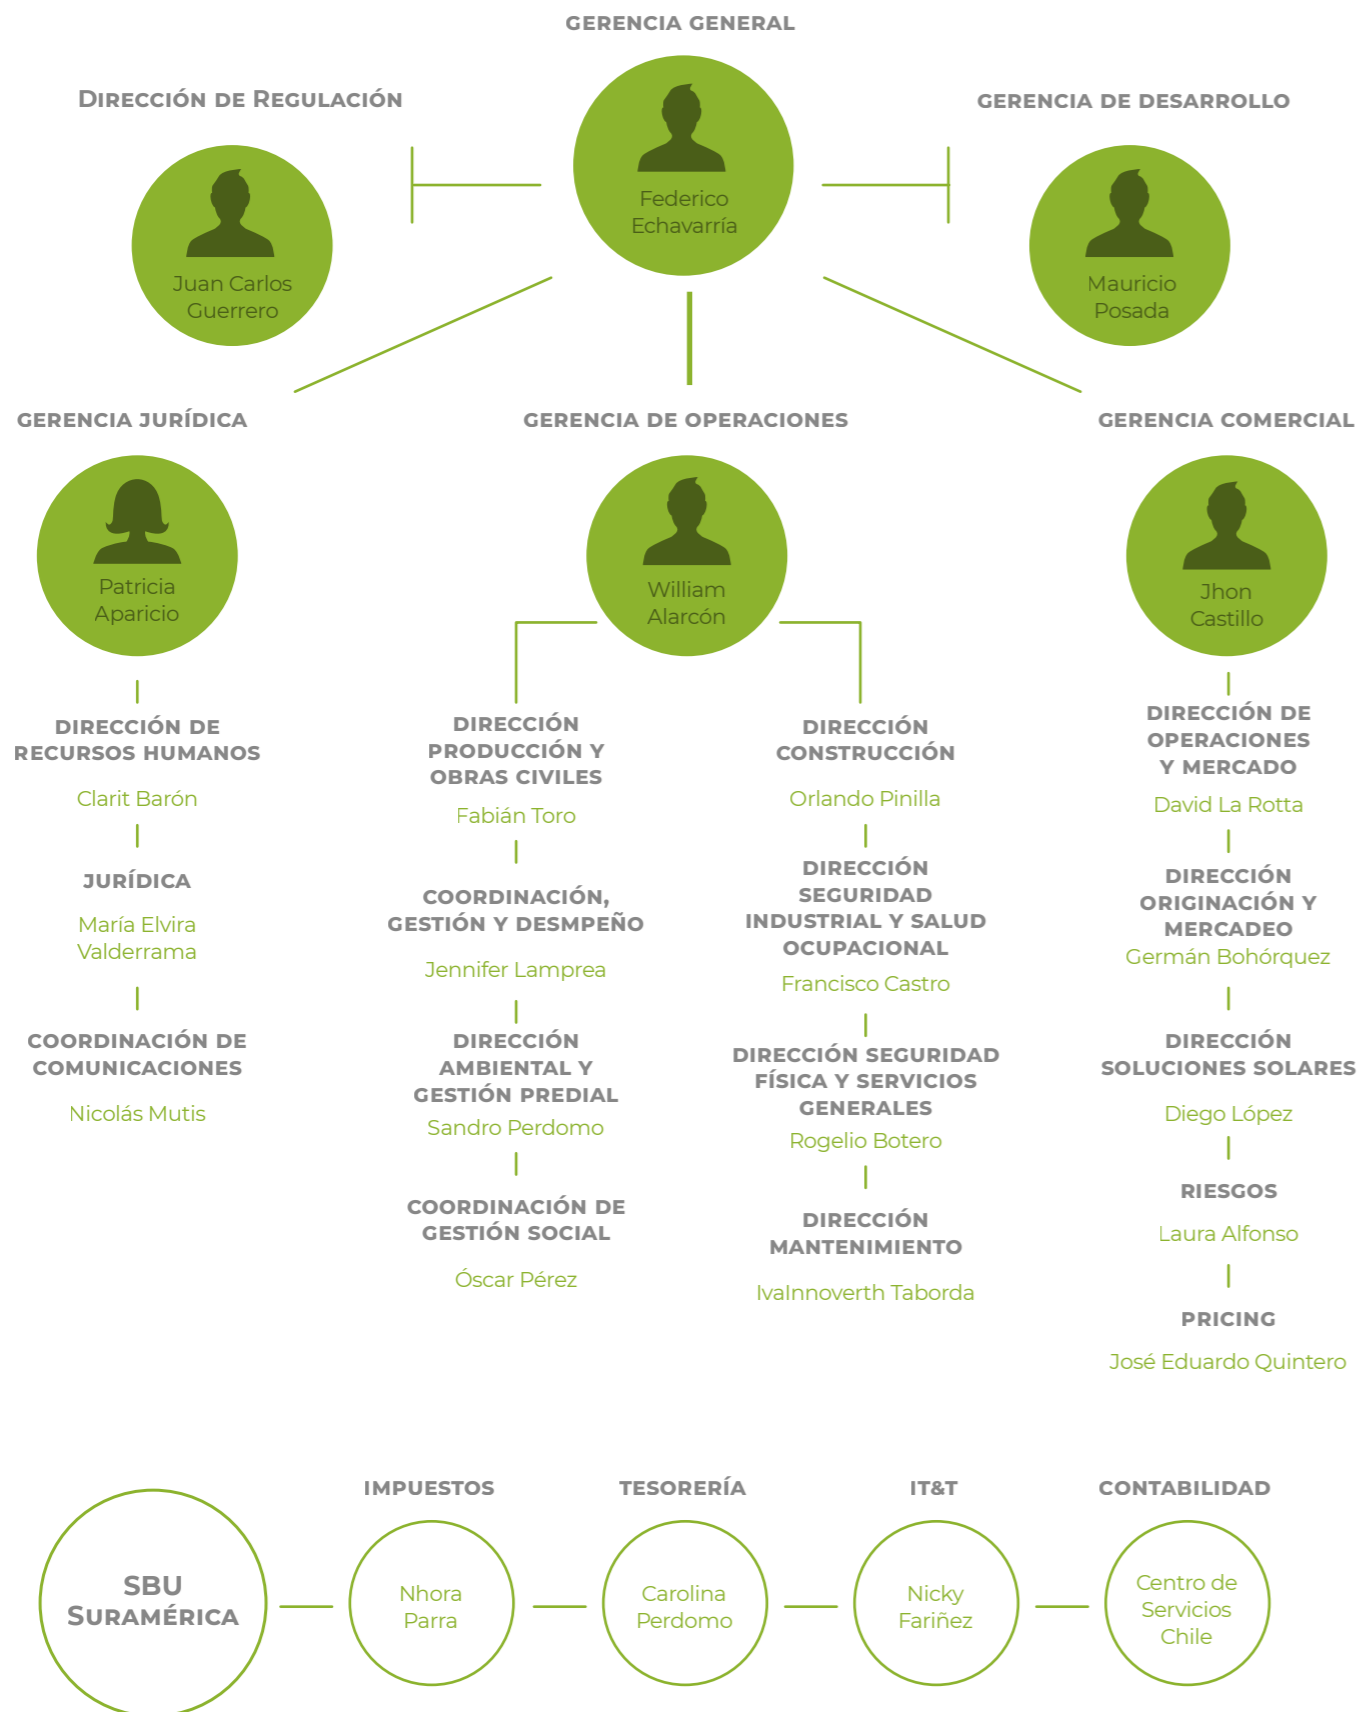 GERENCIA GENERAL
Federico
Echavarría
DIRECCIÓN DE REGULACIÓN
Juan Carlos
Guerrero
GERENCIA DE DESARROLLO
Mauricio
Posada
GERENCIA JURÍDICA
Patricia
Aparicio
DIRECCIÓN DE
RECURSOS HUMANOS
Clarit Barón
JURÍDICA
María Elvira
Valderrama
COORDINACIÓN DE
COMUNICACIONES
Nicolás Mutis
GERENCIA DE OPERACIONES
William
Alarcón
DIRECCIÓN
PRODUCCIÓN Y
OBRAS CIVILES
Fabián Toro
COORDINACIÓN,
GESTIÓN Y DESMPEÑO
Jennifer Lamprea
DIRECCIÓN
AMBIENTAL Y
GESTIÓN PREDIAL
Sandro Perdomo
COORDINACIÓN DE
GESTIÓN SOCIAL
Óscar Pérez
DIRECCIÓN
CONSTRUCCIÓN
Orlando Pinilla
DIRECCIÓN
SEGURIDAD
INDUSTRIAL Y SALUD
OCUPACIONAL
Francisco Castro
DIRECCIÓN SEGURIDAD
FÍSICA Y SERVICIOS
GENERALES
Rogelio Botero
DIRECCIÓN
MANTENIMIENTO
IvaInnoverth Taborda
GERENCIA COMERCIAL
Jhon
Castillo
DIRECCIÓN DE
OPERACIONES
Y MERCADO
David La Rotta
DIRECCIÓN
ORIGINACIÓN Y
MERCADEO
Germán Bohórquez
DIRECCIÓN
SOLUCIONES SOLARES
Diego López
RIESGOS
Laura Alfonso
PRICING
José Eduardo Quintero
SBU
SURAMÉRICA
IMPUESTOS
Nhora
Parra
TESORERÍA
Carolina
Perdomo
IT&T
Nicky
Fariñez
CONTABILIDAD
Centro de
Servicios
Chile